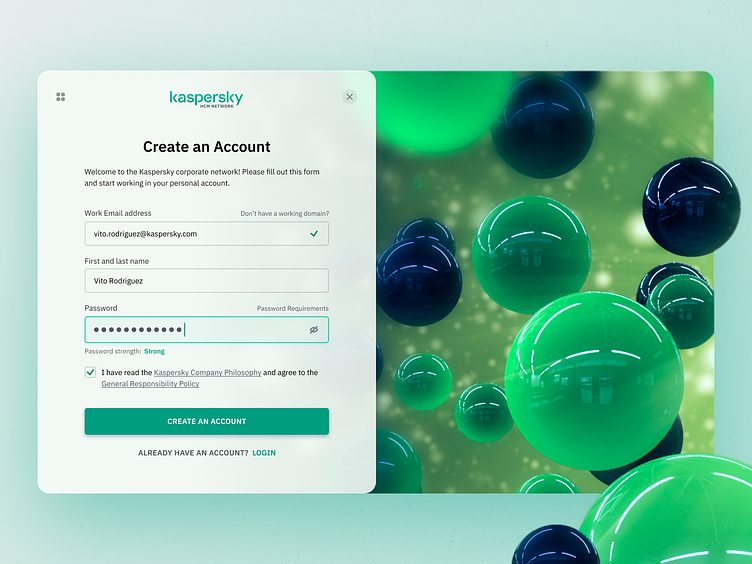 kaspersky
HCM NETWORK
Create an Account
Welcome to the Kaspersky corporate network! Please fill out this form
and start working in your personal account.
Work Email address
Don't have a working domain?
vito.rodriguez@kaspersky.com
First and last name
Vito Rodriguez
Password
Password Requirements
Password strength: Strong
I have read the Kaspersky Company Philosophy and agree to the
General Responsibility Policy
CREATE AN ACCOUNT
ALREADY HAVE AN ACCOUNT? LOGIN